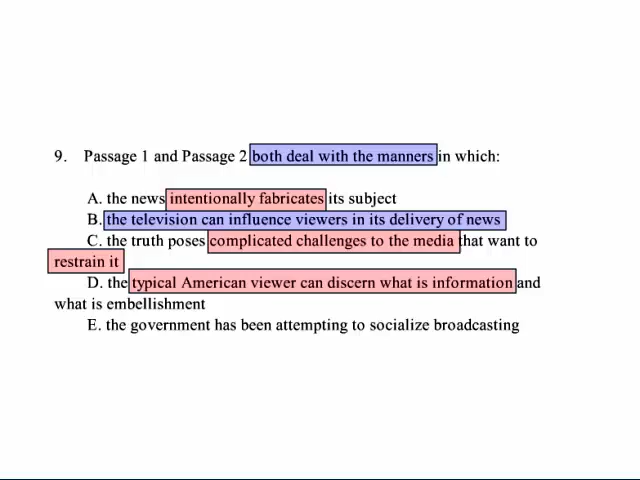 9. Passage 1 and Passage 2 both deal with the manners in which:
A. the news intentionally fabricates its subject
B. the television can influence viewers in its delivery of news
C. the truth poses complicated challenges to the media that want to
restrain it
D. the typical American viewer can discern what is information and
what is embellishment
E. the government has been attempting to socialize broadcasting